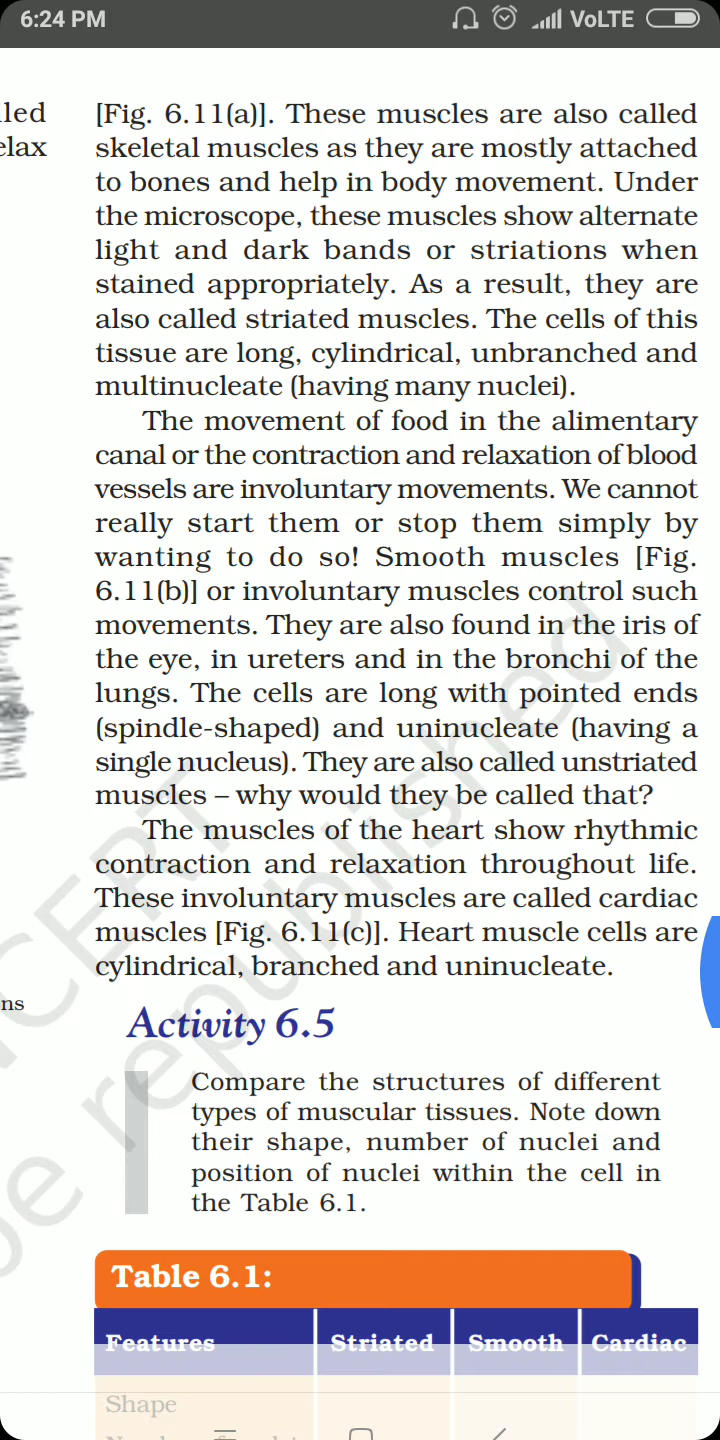 6:24 PM VoLTE
lled
elax
[Fig. 6.11(a)]. These muscles are also called
skeletal muscles as they are mostly attached
to bones and help in body movement. Under
the microscope, these muscles show alternate
light and dark bands or striations when
stained appropriately. As a result, they are
also called striated muscles. The cells of this
tissue are long, cylindrical, unbranched and
multinucleate (having many nuclei).
The movement of food in the alimentary
canal or the contraction and relaxation of blood
vessels are involuntary movements. We cannot
really start them or stop them simply by
wanting to do so! Smooth muscles [Fig.
6.11(b)] or involuntary muscles control such
movements. They are also found in the iris of
the eye, in ureters and in the bronchi of the
lungs. The cells are long with pointed ends
(spindle-shaped) and uninucleate (having a
single nucleus). They are also called unstriated
muscles – why would they be called that?
The muscles of the heart show rhythmic
contraction and relaxation throughout life.
These involuntary muscles are called cardiac
muscles [Fig. 6.11(c)]. Heart muscle cells are
cylindrical, branched and uninucleate.
ns
Activity 6.5
Compare the structures of different
types of muscular tissues. Note down
their shape, number of nuclei and
position of nuclei within the cell in
the Table 6.1.
Table 6.1:
Features Striated Smooth Cardiac
Shape
NCERT
be republished